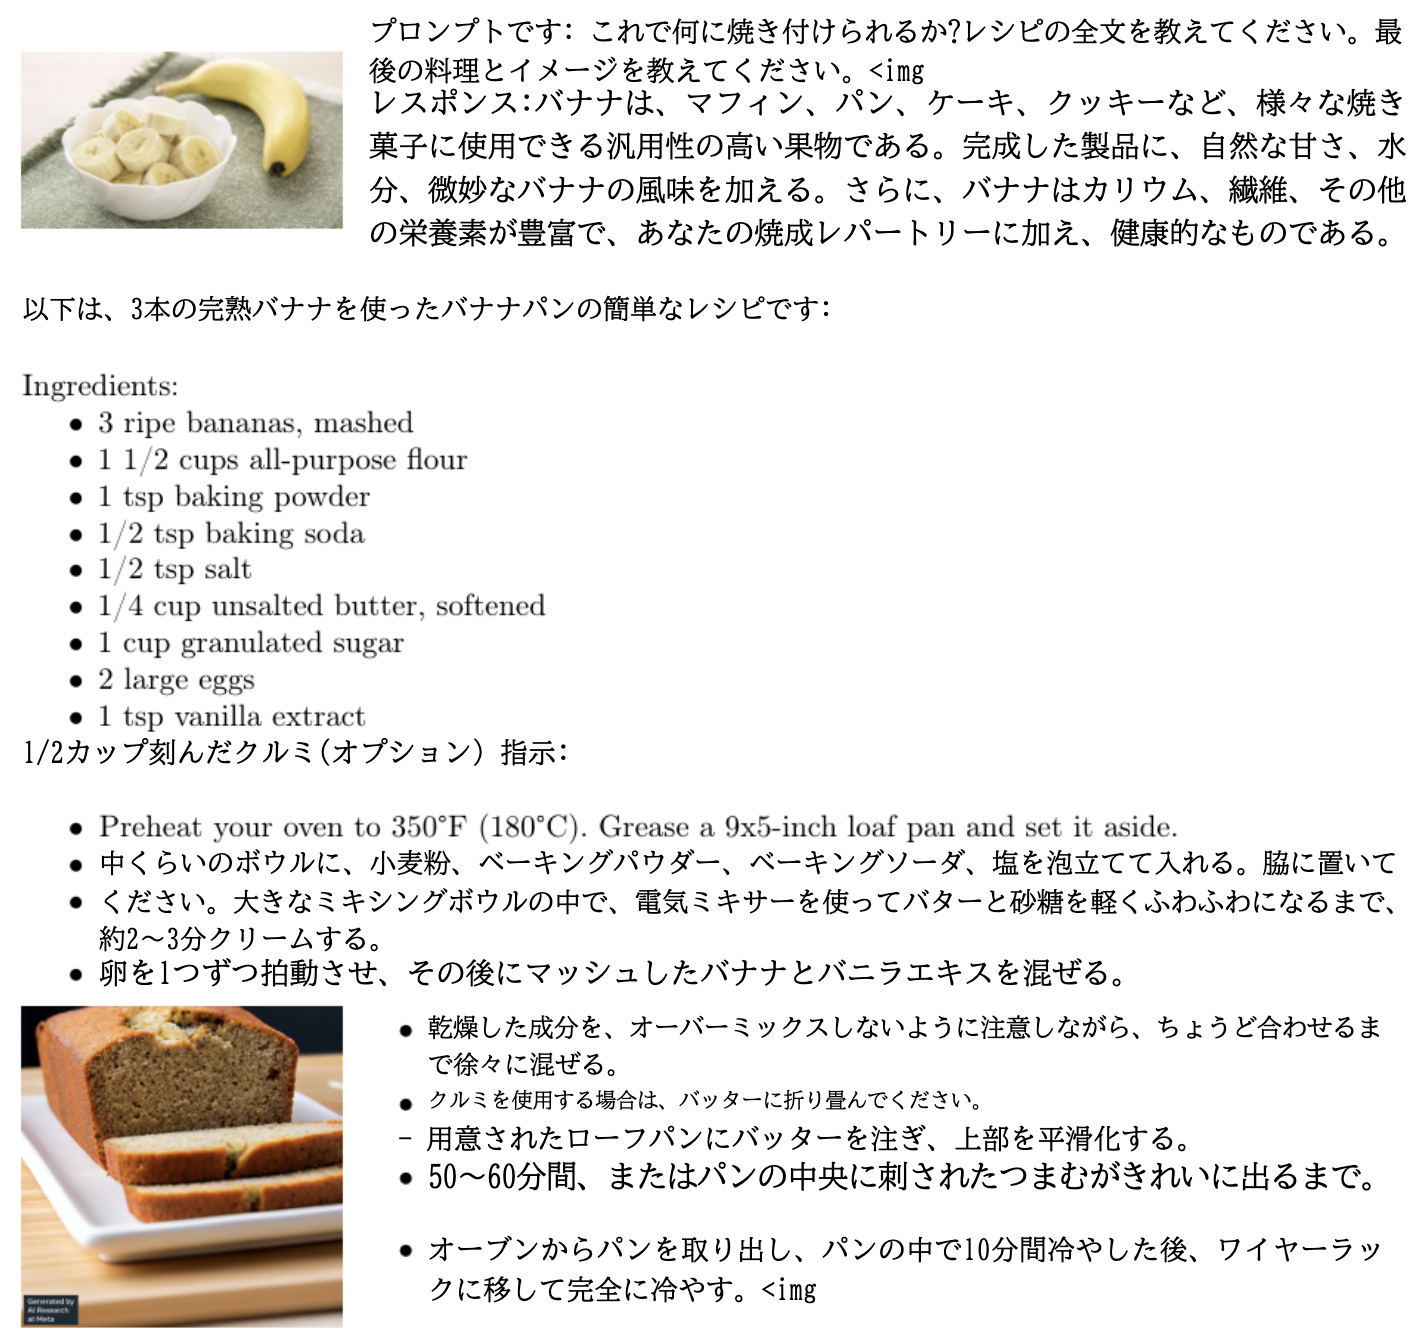 プロンプトです: これで何に焼き付けられるか?レシピの全文を教えてください。最
後の料理とイメージを教えてください。<img
レスポンス:バナナは、マフィン、パン、ケーキ、クッキーなど、様々な焼き
菓子に使用できる汎用性の高い果物である。完成した製品に、自然な甘さ、水
分、微妙なバナナの風味を加える。さらに、バナナはカリウム、繊維、その他
の栄養素が豊富で、あなたの焼成レパートリーに加え、健康的なものである。
以下は、3本の完熟バナナを使ったバナナパンの簡単なレシピです:
Ingredients:
• 3 ripe bananas, mashed
• 1 1/2 cups all-purpose flour
• 1 tsp baking powder
• 1/2 tsp baking soda
• 1/2 tsp salt
• 1/4 cup unsalted butter, softened
• 1 cup granulated sugar
• 2 large eggs
• 1 tsp vanilla extract
1/2カップ刻んだクルミ(オプション) 指示:
• Preheat your oven to 350°F (180°C). Grease a 9x5-inch loaf pan and set it aside.
• 中くらいのボウルに、小麦粉、ベーキングパウダー、ベーキングソーダ、塩を泡立てて入れる。脇に置いて
• ください。大きなミキシングボウルの中で、電気ミキサーを使ってバターと砂糖を軽くふわふわになるまで、
約2～3分クリームする。
• 卵を1つずつ拍動させ、その後にマッシュしたバナナとバニラエキスを混ぜる。
• 乾燥した成分を、オーバーミックスしないように注意しながら、ちょうど合わせるま
で徐々に混ぜる。
• クルミを使用する場合は、バッターに折り畳んでください。
- 用意されたローフパンにバッターを注ぎ、上部を平滑化する。
• 50～60分間、またはパンの中央に刺されたつまむがきれいに出るまで。
• オーブンからパンを取り出し、パンの中で10分間冷やした後、ワイヤーラッ
クに移して完全に冷やす。<img
Generated by
AI Research
at Meta